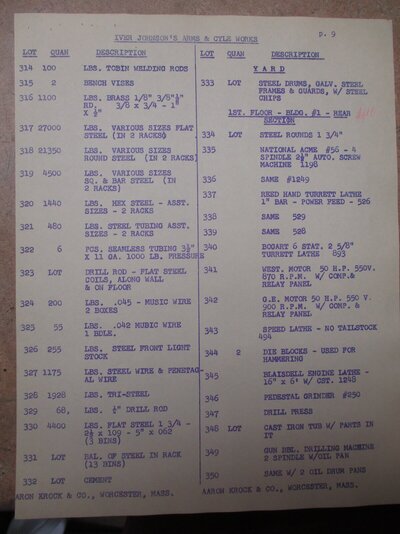 IVER JOHNSON'S ARMS & CYLE WORKS
P. 9
LOT QUAN DESCRIPTION
314 100 LBS. TOBIN WELDING RODS
315 2 BENCH VISES
316 1100 LBS. BRASS 1/8" 3/8"½"
RD. 3/8 X 3/4 - 1"
X ½"
317 27000 LBS. VARIOUS SIZES FLAT
STEEL (IN 2 RACKS)
318 21350 LBS. VARIOUS SIZES
ROUND STEEL (IN 2 RACKS)
319 4500 LBS. VARIOUS SIZES
SQ. & BAR STEEL (IN
2 RACKS)
320 1440 LBS. HEX STEEL - ASST.
SIZES - 2 RACKS
321 480 LBS. STEEL TUBING ASST.
SIZES - 2 RACKS
322 6 PCS. SEAMLESS TUBING 3½"
X 11 GA. 1000 LB. PRESSURE
323 LOT DRILL ROD - FLAT STEEL
COILS, ALONG WALL
& ON FLOOR
324 200 LBS. .045 - MUSIC WIRE
2 BOXES
325 55 LBS. .042 MUBIC WIRE
1 BDLE.
326 255 LBS. STEEL FRONT LIGHT
STOCK
327 1175 LBS. STEEL WIRE & PENETAG-
AL WIRE
328 1928 LBS. TRI-STEEL
329 68, LBS. ½" DRILL ROD
330 4400 LBS. FLAT STEEL 1 3/4 -
2½ x 109 - 5" x 062
(3 BINS)
331 LOT BAL. OF STEEL IN RACK
(13 BINS)
332 LOT CEMENT
AARON KROCK & CO., WORCESTER, MASS.
LOT QUAN DESCRIPTION
YARD
333 LOT STEEL DRUMS, GALV. STEEL
FRAMES & GUARDS, W/ STEEL
CHIPS
1ST. FLOOR - BLDG. #1 - REAR
SECTION
334 LOT STEEL ROUNDS 1 3/4"
335 NATIONAL ACME #56 - 4
SPINDLE 2½" AUTO. SCREW
MACHINE 1198
336 SAME #1249
337 REED HAND TURRETT LATHE
1" BAR - POWER FEED - 526
338 SAME 529
339 SAME 528
340 BOGART 6 STAT. 2 5/8"
TURRETT LATHE 893
341 WEST. MOTOR 50 H.P. 550V.
870 R.P.M. W/ COMP.&
RELAY PANEL
342 G.E. MOTOR 50 H.P. 550 V.
900 R.P.M. W/ COMP. &
RELAY PANEL
343 SPEED LATHE - NO TAILSTOCK
494
344 2 DIE BLOCKS - USED FOR
HAMMERING
345 BLAISDELL ENGINE LATHE -
16" x 6' W/ CST. 1248
346 PEDESTAL GRINDER #250
347 DRILL PRESS
348 LOT CAST IRON TUB W/ PARTS IN
IT
349 GUN BBL. DRILLING MACHINE
2 SPINDLE W/OIL PAN
350 SAME W/ 2 OIL DRUM PANS
AARON KROCK & CO., WORCESTER, MASS.